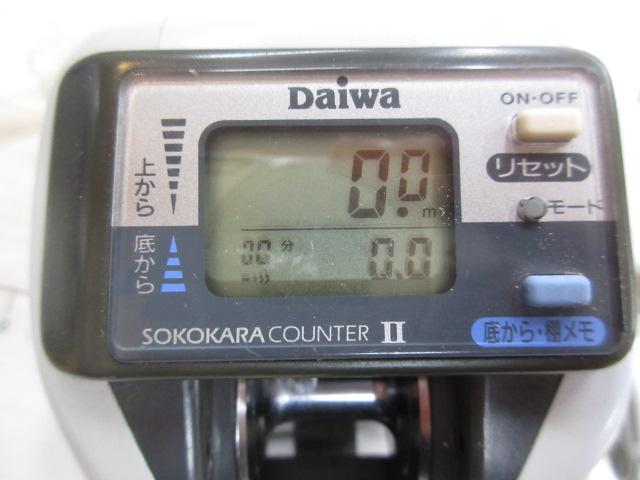 Daiwa
ON・OFF
リセット
モード
上から
0.0 m
底から
00 分 0.0
底から・棚メモ
SOKOKARA COUNTER II